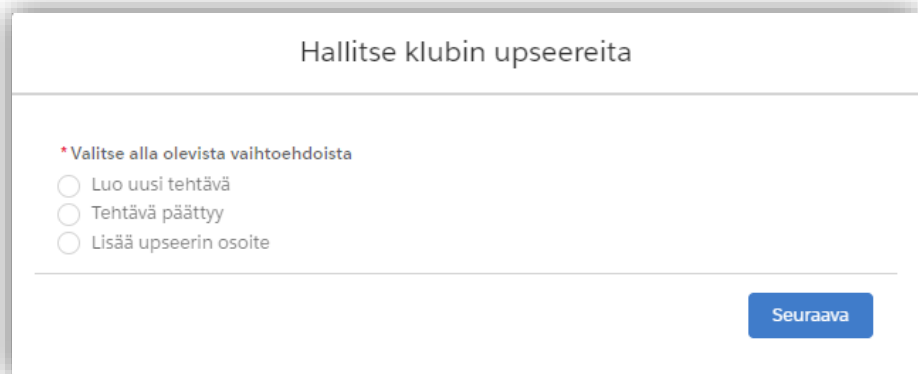 Hallitse klubin upseereita
* Valitse alla olevista vaihtoehdoista
Luo uusi tehtävä
Tehtävä päättyy
Lisää upseerin osoite
Seuraava